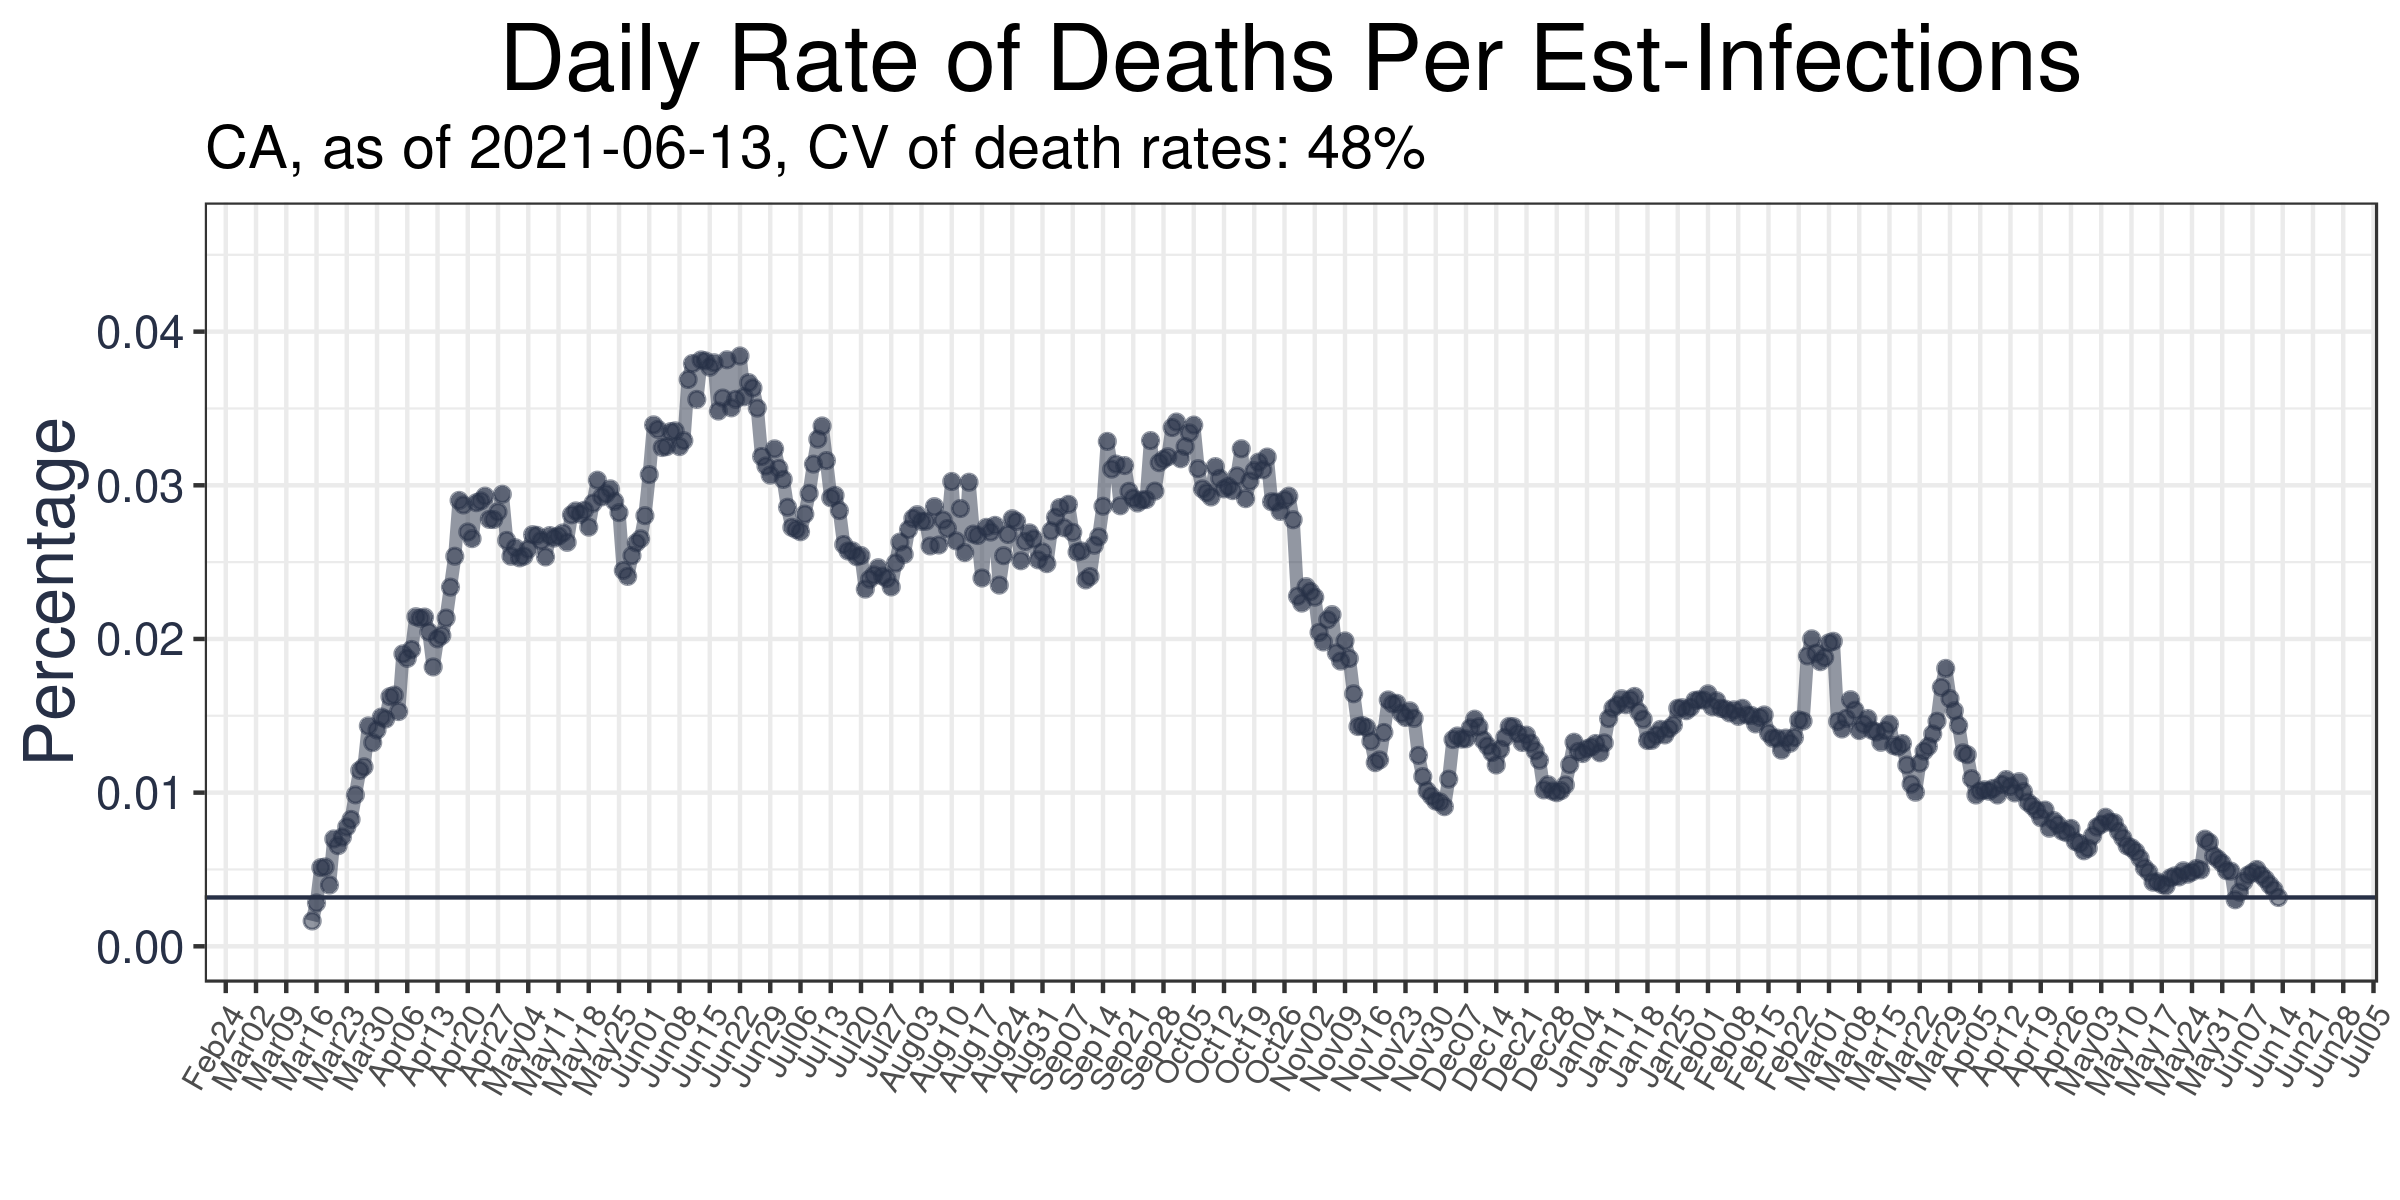 Daily Rate of Deaths Per Est-Infections
CA, as of 2021-06-13, CV of death rates: 48%
Percentage
0.04
0.03
0.02
0.01
0.00
Feb24
Mar02
Mar09
Mar16
Mar23
Mar30
Apr06
Apr13
Apr20
Apr27
May04
May11
May18
May25
Jun01
Jun08
Jun15
Jun22
Jun29
Jul06
Jul13
Jul20
Jul27
Aug03
Aug10
Aug17
Aug24
Aug31
Sep07
Sep14
Sep21
Sep28
Oct05
Oct12
Oct19
Oct26
Nov02
Nov09
Nov16
Nov23
Nov30
Dec07
Dec14
Dec21
Dec28
Jan04
Jan11
Jan18
Jan25
Feb01
Feb08
Feb15
Feb22
Mar01
Mar08
Mar15
Mar22
Mar29
Apr05
Apr12
Apr19
Apr26
May03
May10
May17
May24
May31
Jun07
Jun14
Jun21
Jun28
Jul05